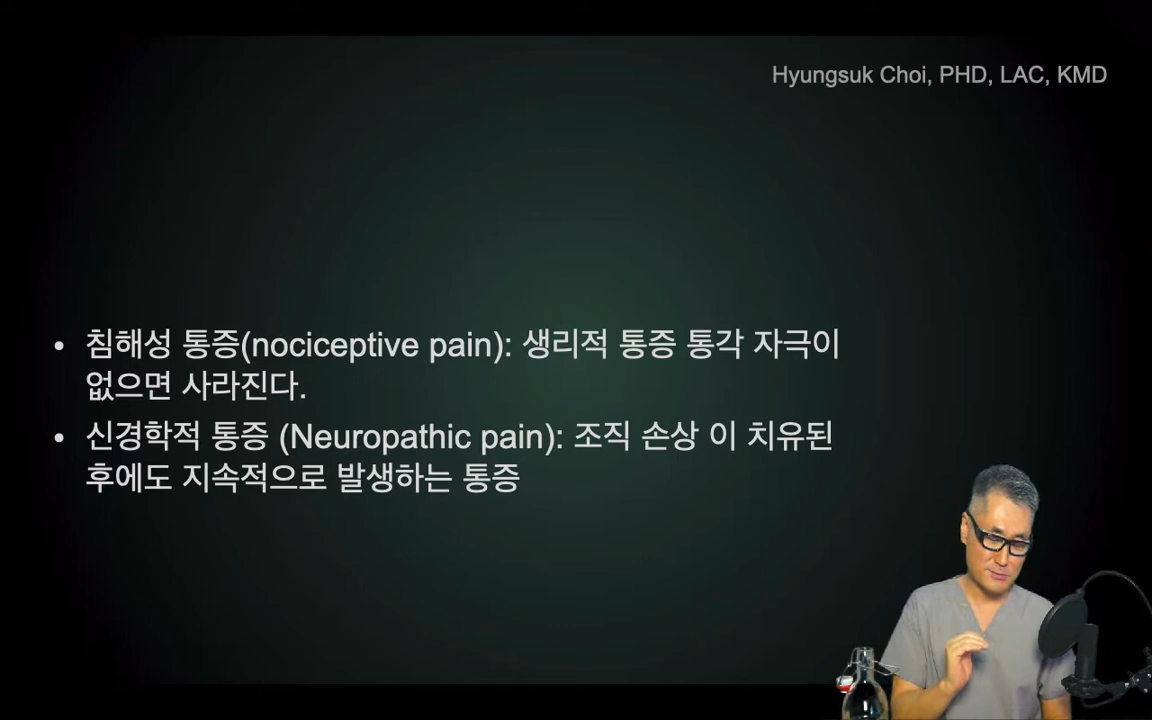 Hyungsuk Choi, PHD, LAC, KMD
• 침해성 통증(nociceptive pain): 생리적 통증 통각 자극이
없으면 사라진다.
• 신경학적 통증 (Neuropathic pain): 조직 손상 이 치유된
후에도 지속적으로 발생하는 통증